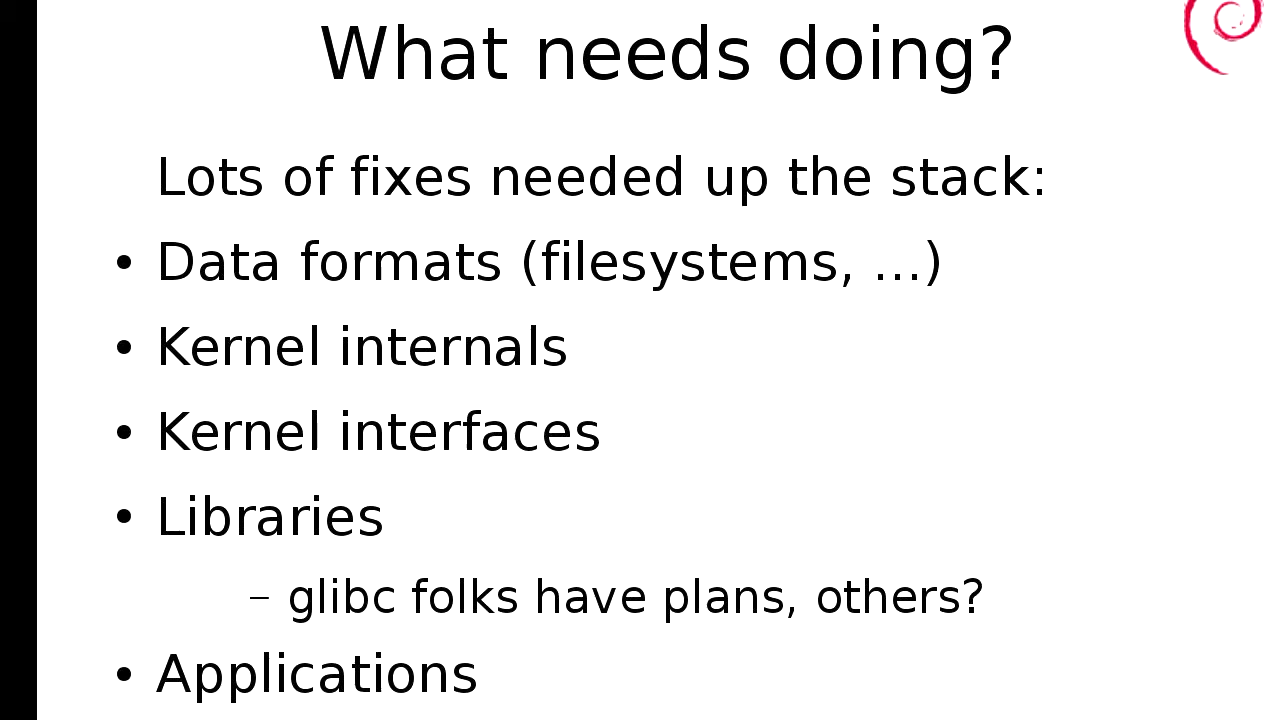 What needs doing?
Lots of fixes needed up the stack:
• Data formats (filesystems, ...)
• Kernel internals
• Kernel interfaces
• Libraries
– glibc folks have plans, others?
• Applications